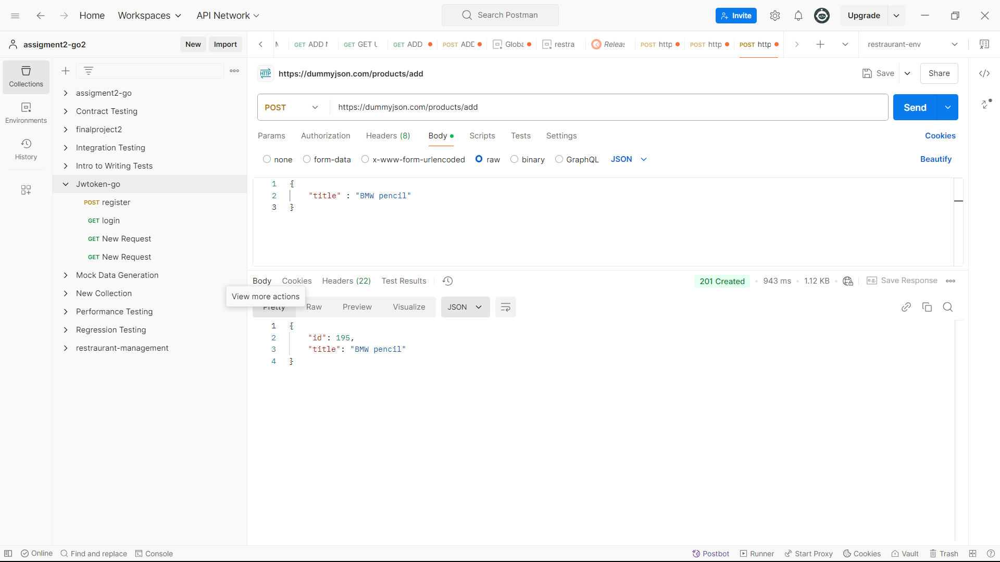 Home
Workspaces
API Network
Search Postman
Invite
Upgrade
assigment2-go2
New
Import
GET ADD
GET GET
GET ADD
POST ADD
Globa
restra
Releas
POST http
POST http
POST http
restraurant-env
Collections
Environments
History
assigment2-go
Contract Testing
finalproject2
Integration Testing
Intro to Writing Tests
Jwtoken-go
POST register
GET login
GET New Request
GET New Request
Mock Data Generation
New Collection
Performance Testing
Regression Testing
restraurant-management
HTTP
https://dummyjson.com/products/add
Save
Share
POST
https://dummyjson.com/products/add
Send
Params
Authorization
Headers (8)
Body
Scripts
Tests
Settings
Cookies
none
form-data
x-www-form-urlencoded
raw
binary
GraphQL
JSON
Beautify
1 {
2 "title" : "BMW pencil"
3 }
Body
Cookies
Headers (22)
Test Results
201 Created
943 ms
1.12 KB
e.g.
Save Response
View more actions
Pretty
Raw
Preview
Visualize
JSON
1 {
2 "id": 195,
3 "title": "BMW pencil"
4 }
Online
Find and replace
Console
Postbot
Runner
Start Proxy
Cookies
Vault
Trash